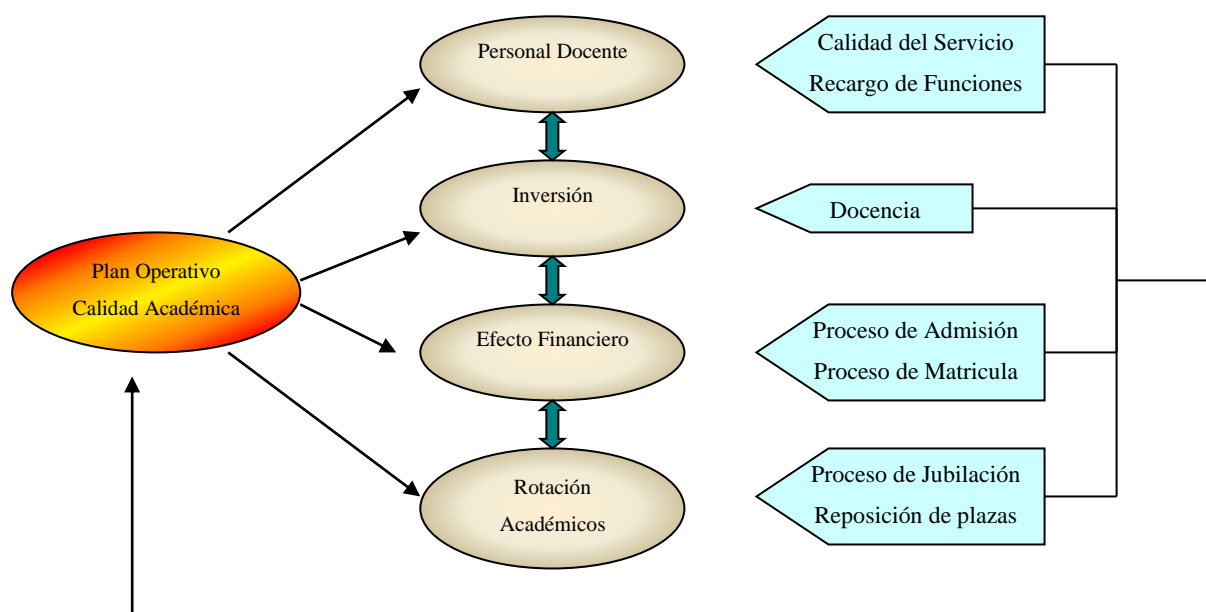 Personal Docente
Calidad del Servicio
Recargo de Funciones
Inversión
Docencia
Plan Operativo
Calidad Académica
Efecto Financiero
Proceso de Admisión
Proceso de Matricula
Rotación
Académicos
Proceso de Jubilación
Reposición de plazas